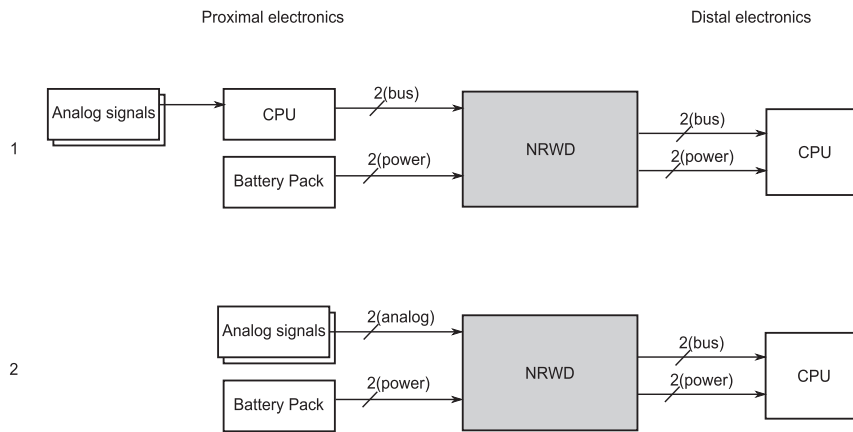 Proximal electronics
Distal electronics
1
Analog signals
CPU
2(bus)
Battery Pack
2(power)
NRWD
2(bus)
2(power)
CPU
2
Analog signals
2(analog)
Battery Pack
2(power)
NRWD
2(bus)
2(power)
CPU